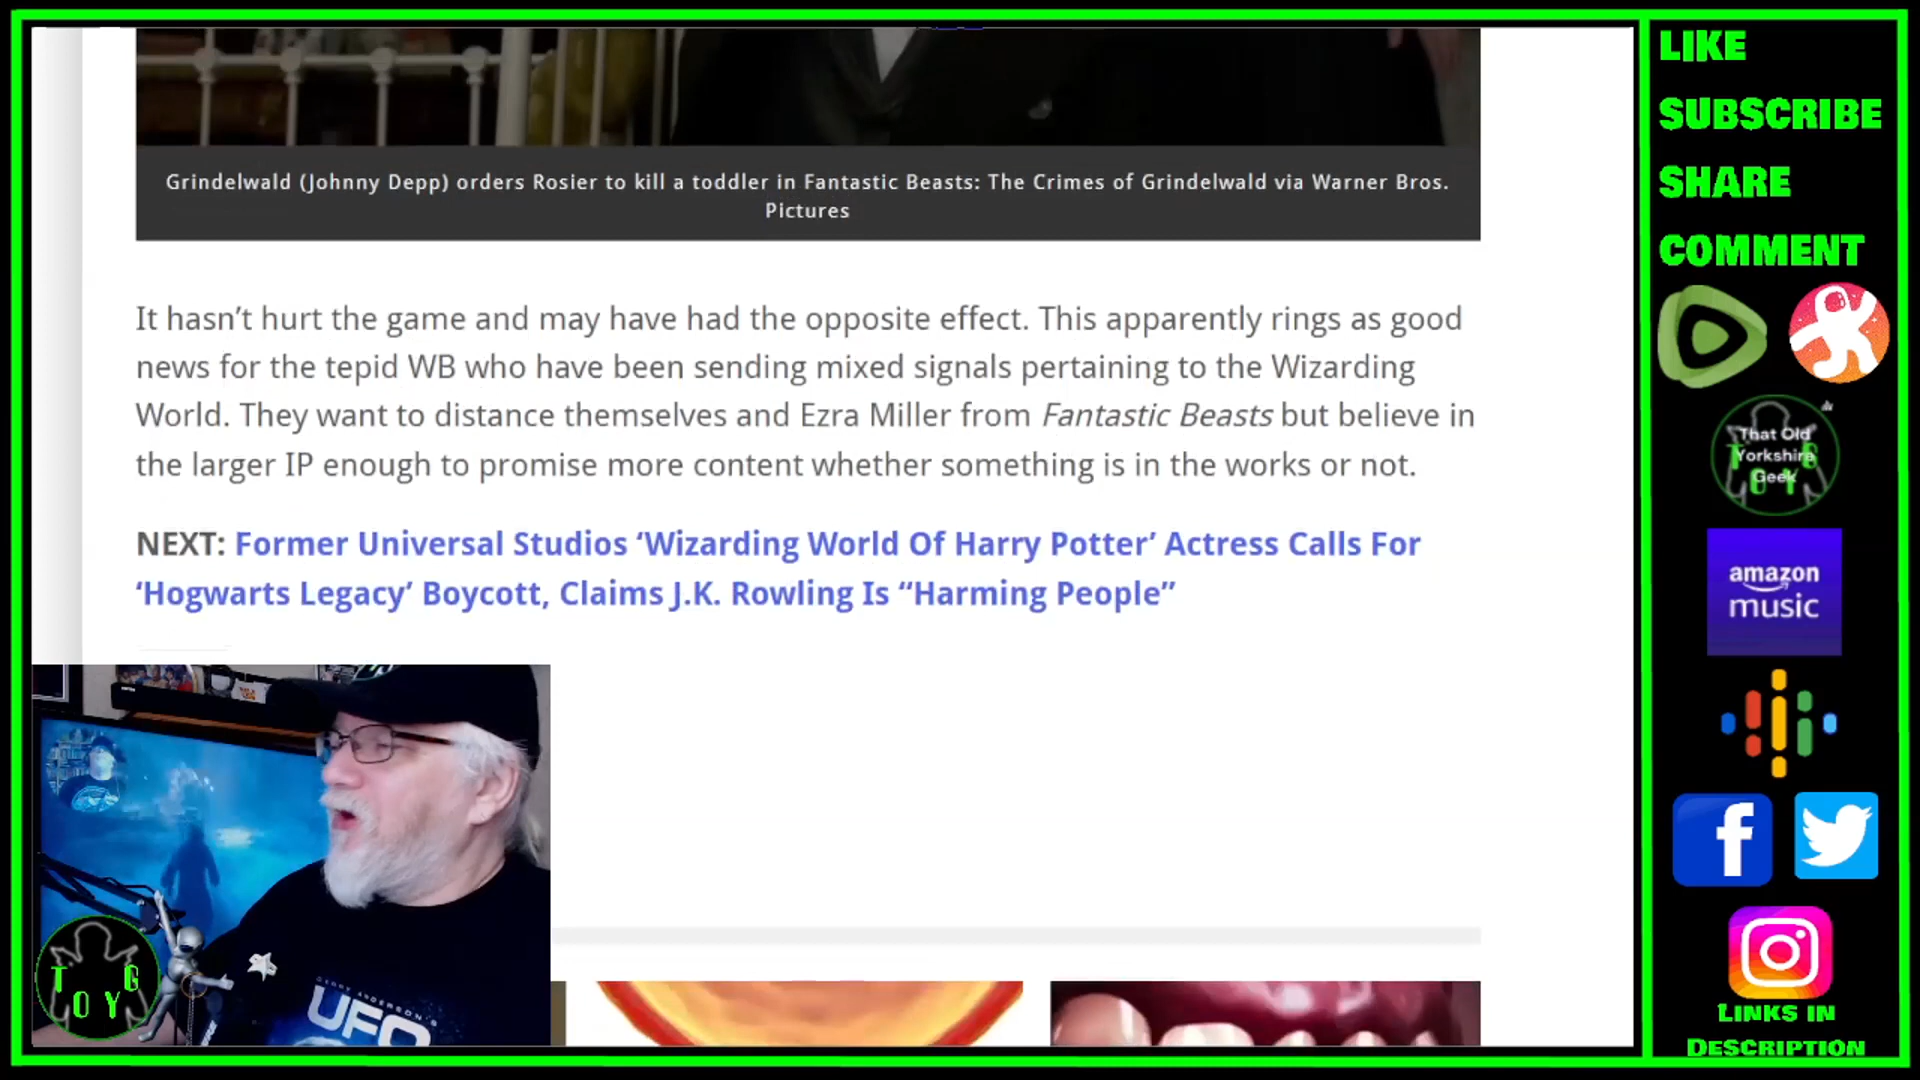 Grindelwald (Johnny Depp) orders Rosier to kill a toddler in Fantastic Beasts: The Crimes of Grindelwald via Warner Bros.
Pictures
It hasn’t hurt the game and may have had the opposite effect. This apparently rings as good
news for the tepid WB who have been sending mixed signals pertaining to the Wizarding
World. They want to distance themselves and Ezra Miller from Fantastic Beasts but believe in
the larger IP enough to promise more content whether something is in the works or not.
NEXT: Former Universal Studios ‘Wizarding World Of Harry Potter’ Actress Calls For
‘Hogwarts Legacy’ Boycott, Claims J.K. Rowling Is “Harming People”
T G
O Y
GERRY ANDERSON'S
UFO
LIKE
SUBSCRIBE
SHARE
COMMENT
That Old
Yorkshire
Geek
amazon
music
f
LINKS IN
DESCRIPTION